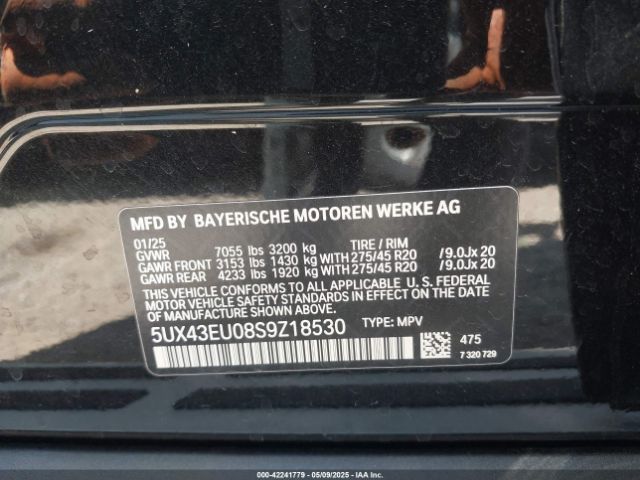 MFD BY BAYERISCHE MOTOREN WERKE AG
01/25 TIRE / RIM
GVWR 7055 lbs 3200 kg
GAWR FRONT 3153 lbs 1430 kg WITH 275/45 R20 /9.0Jx 20
GAWR REAR 4233 lbs 1920 kg WITH 275/45 R20 /9.0Jx 20
THIS VEHICLE CONFORMS TO ALL APPLICABLE U.S. FEDERAL
MOTOR VEHICLE SAFETY STANDARDS IN EFFECT
ON THE DATE OF MANUFACTURE SHOWN ABOVE.
5UX43EU08S9Z18530 TYPE: MPV
475
7 320 729
000-42241779 — 05/09/2025 — IAAI, Inc.